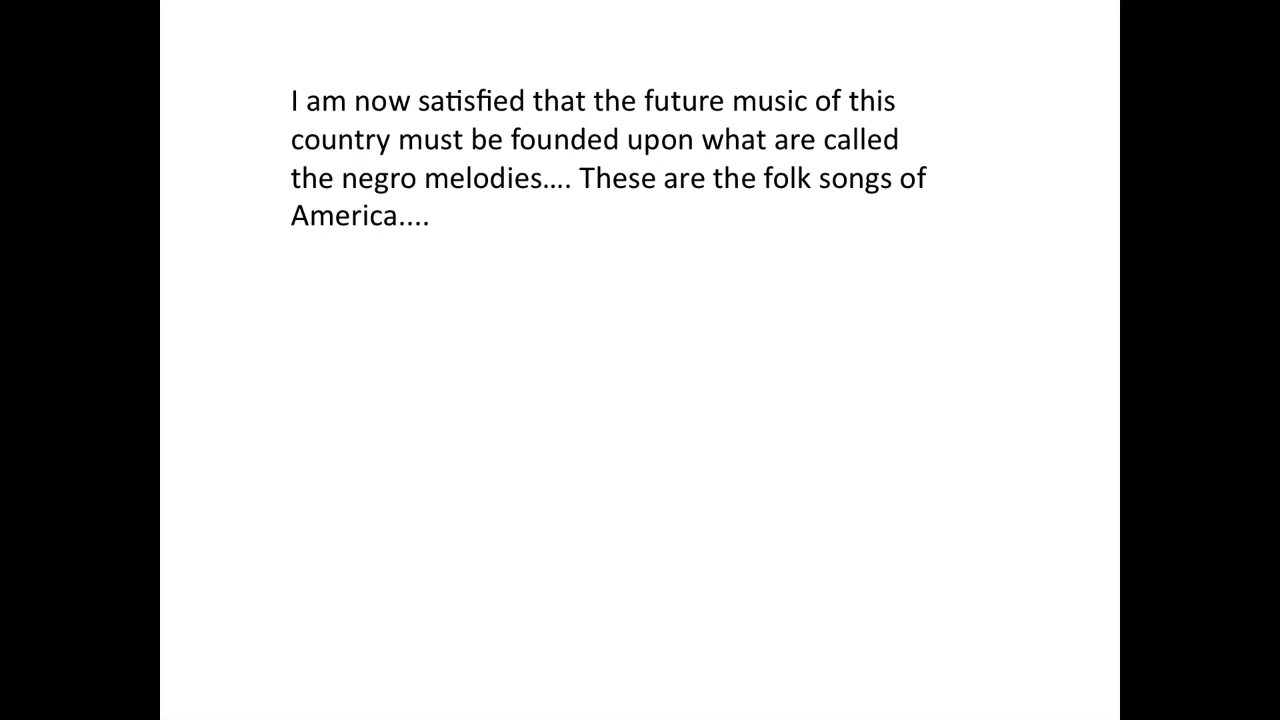 I am now satisfied that the future music of this
country must be founded upon what are called
the negro melodies…. These are the folk songs of
America....